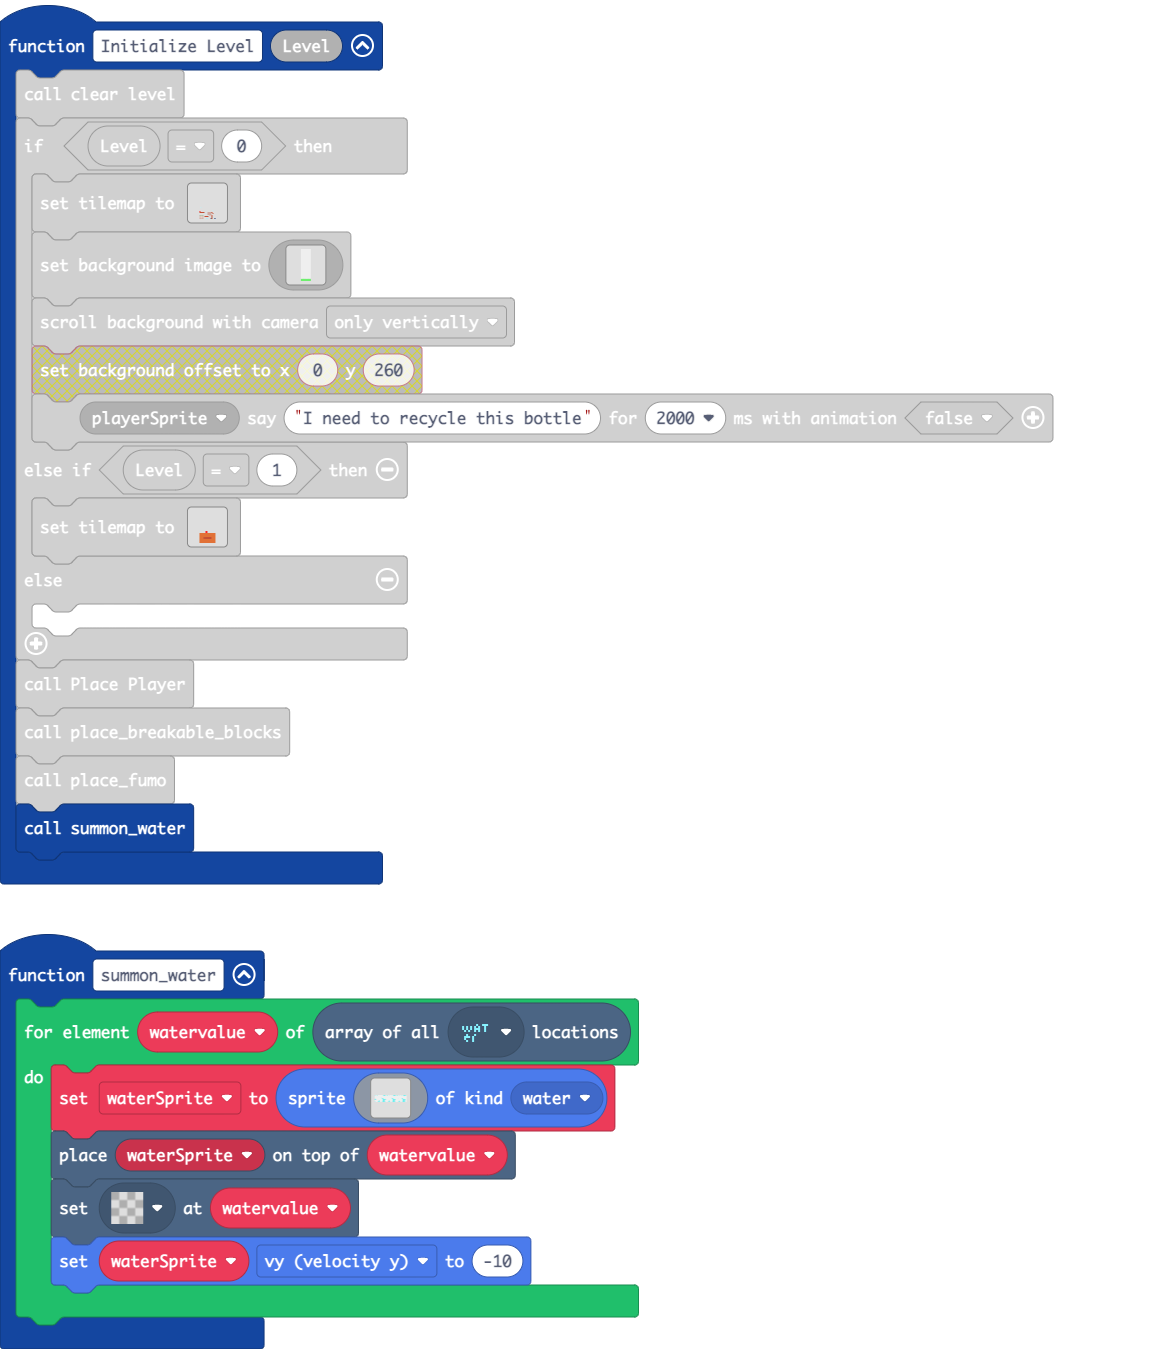 function Initialize Level Level
call clear level
if Level = 0 then
set tilemap to
set background image to
scroll background with camera only vertically
set background offset to x 0 y 260
playerSprite say "I need to recycle this bottle" for 2000 ms with animation false
else if Level = 1 then
set tilemap to
else
call Place Player
call place_breakable_blocks
call place_fumo
call summon_water
function summon_water
for element watervalue of array of all WATer locations
do
set waterSprite to sprite of kind water
place waterSprite on top of watervalue
set at watervalue
set waterSprite vy (velocity y) to -10